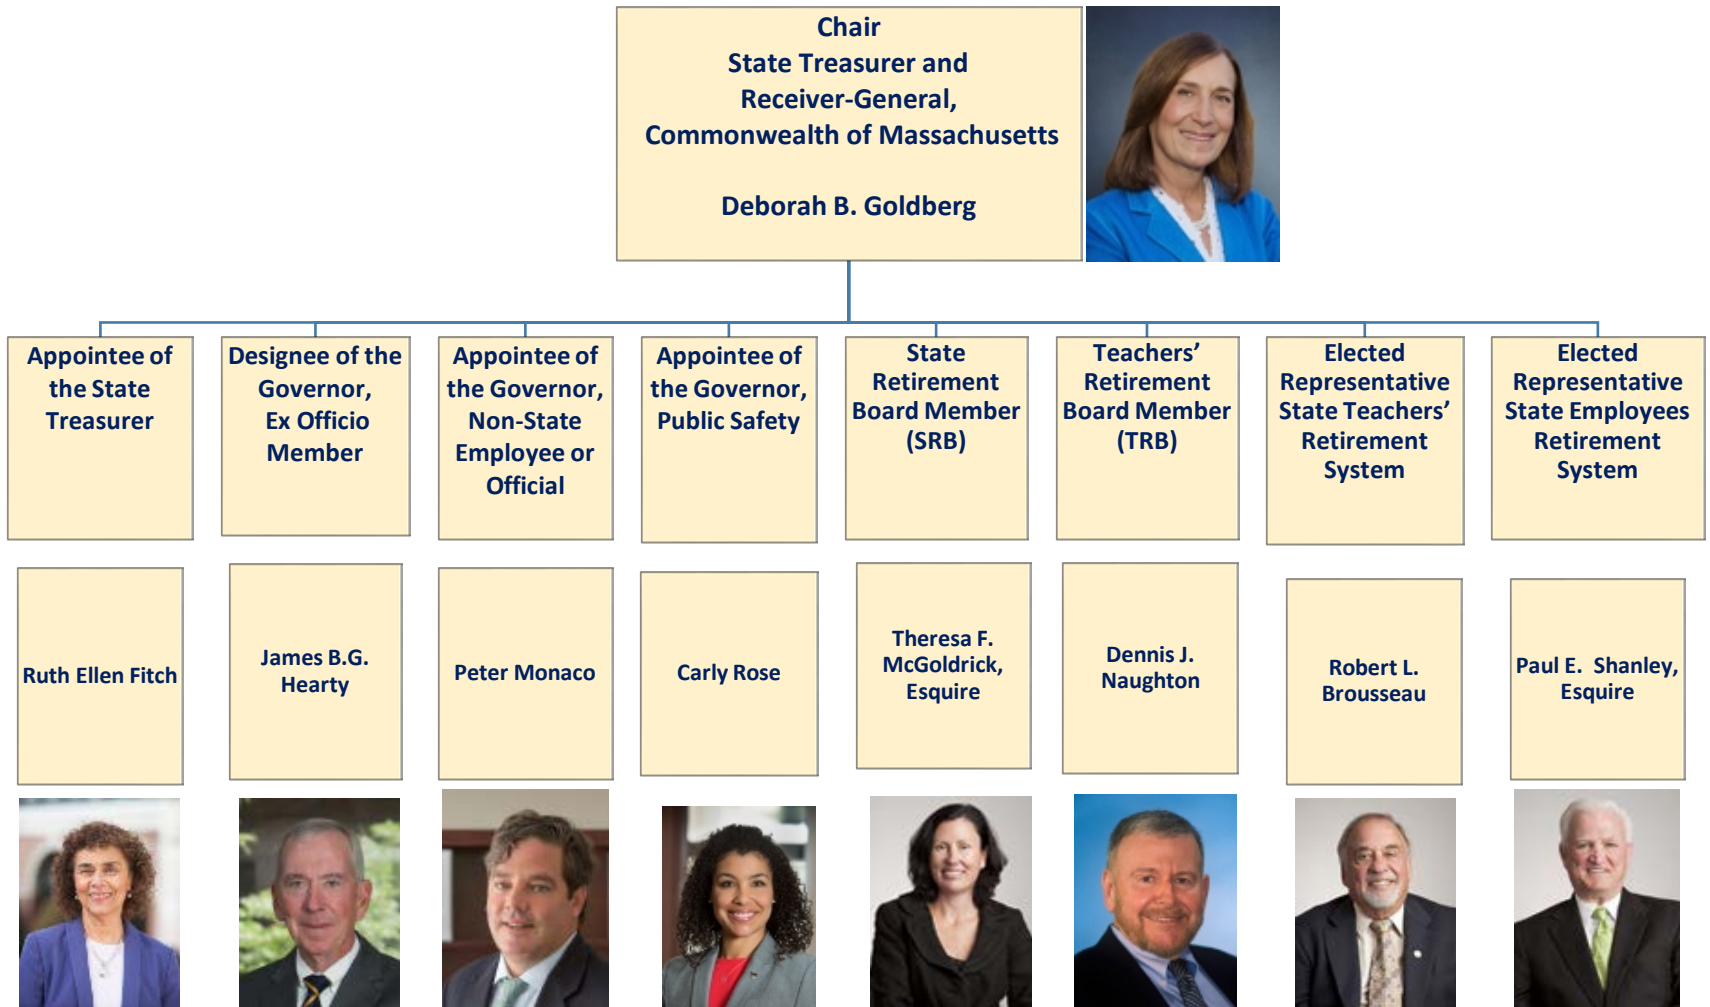 Chair
State Treasurer and
Receiver-General,
Commonwealth of Massachusetts
Deborah B. Goldberg
Appointee of
the State
Treasurer
Designee of the
Governor,
Ex Officio
Member
Appointee of
the Governor,
Non-State
Employee or
Official
Appointee of
the Governor,
Public Safety
State
Retirement
Board Member
(SRB)
Teachers’
Retirement
Board Member
(TRB)
Elected
Representative
State Teachers’
Retirement
System
Elected
Representative
State Employees
Retirement
System
Ruth Ellen Fitch
James B.G.
Hearty
Peter Monaco
Carly Rose
Theresa F.
McGoldrick,
Esquire
Dennis J.
Naughton
Robert L.
Brousseau
Paul E.  Shanley,
Esquire